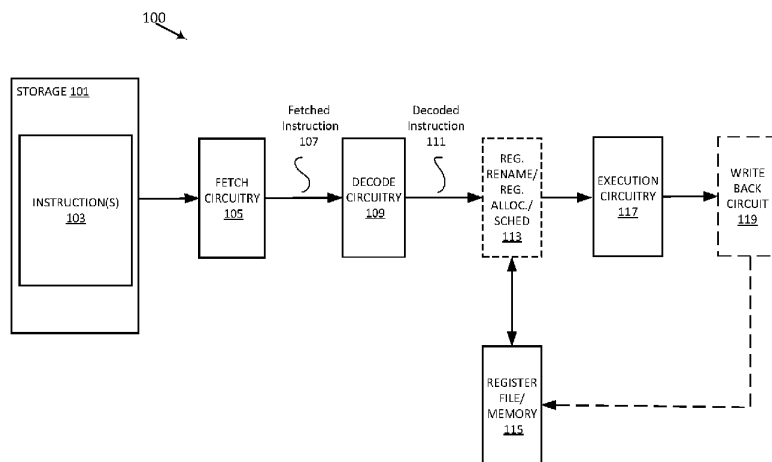 100
STORAGE 101
INSTRUCTION(S)
103
FETCH
CIRCUITRY
105
Fetched
Instruction
107
DECODE
CIRCUITRY
109
Decoded
Instruction
111
REG.
RENAME/
REG.
ALLOC./
SCHED
113
EXECUTION
CIRCUITRY
117
WRITE
BACK
CIRCUIT
119
REGISTER
FILE/
MEMORY
115